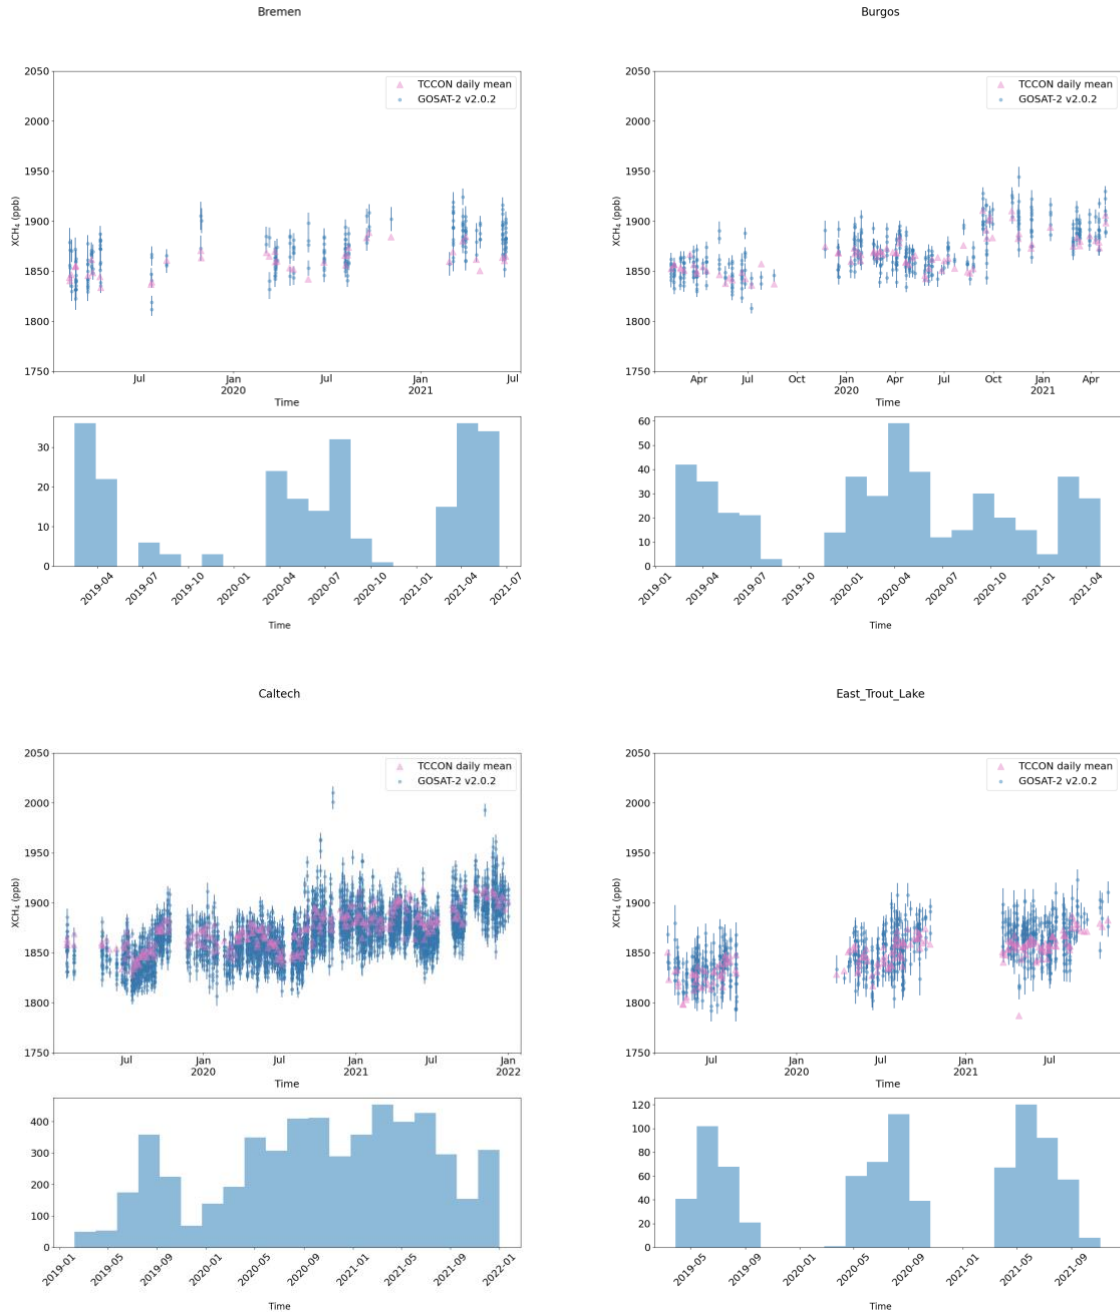 Bremen
2050
2000
1950
1900
1850
1800
1750
XCH₄ (ppb)
TCCON daily mean
GOSAT-2 v2.0.2
Jul
Jan
2020
Jul
Jan
2021
Jul
Time
30
20
10
0
2019-04
2019-07
2019-10
2020-01
2020-04
2020-07
2020-10
2021-01
2021-04
2021-07
Time
Burgos
2050
2000
1950
1900
1850
1800
1750
XCH₄ (ppb)
TCCON daily mean
GOSAT-2 v2.0.2
Apr
Jul
Oct
Jan
2020
Apr
Jul
Oct
Jan
2021
Apr
Time
60
50
40
30
20
10
0
2019-01
2019-04
2019-07
2019-10
2020-01
2020-04
2020-07
2020-10
2021-01
2021-04
Time
Caltech
2050
2000
1950
1900
1850
1800
1750
XCH₄ (ppb)
TCCON daily mean
GOSAT-2 v2.0.2
Jul
Jan
2020
Jul
Jan
2021
Jul
Jan
2022
Time
400
300
200
100
0
2019-01
2019-05
2019-09
2020-01
2020-05
2020-09
2021-01
2021-05
2021-09
2022-01
Time
East_Trout_Lake
2050
2000
1950
1900
1850
1800
1750
XCH₄ (ppb)
TCCON daily mean
GOSAT-2 v2.0.2
Jul
Jan
2020
Jul
Jan
2021
Jul
Time
120
100
80
60
40
20
0
2019-05
2019-09
2020-01
2020-05
2020-09
2021-01
2021-05
2021-09
Time